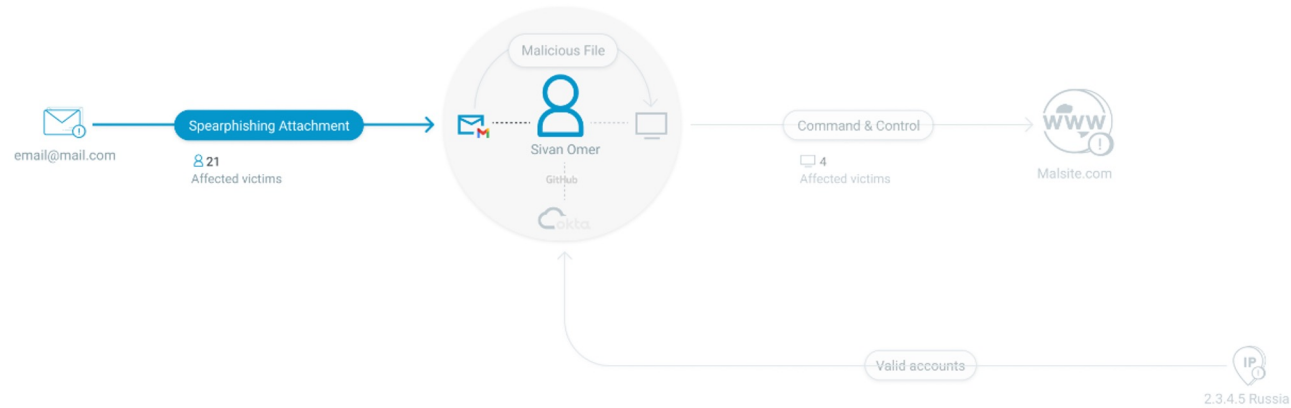 Malicious File
Spearphishing Attachment
email@mail.com
21
Affected victims
M
Sivan Omer
GitHub
okta
Command & Control
4
Affected victims
WWW
Malsite.com
Valid accounts
IP
2.3.4.5 Russia